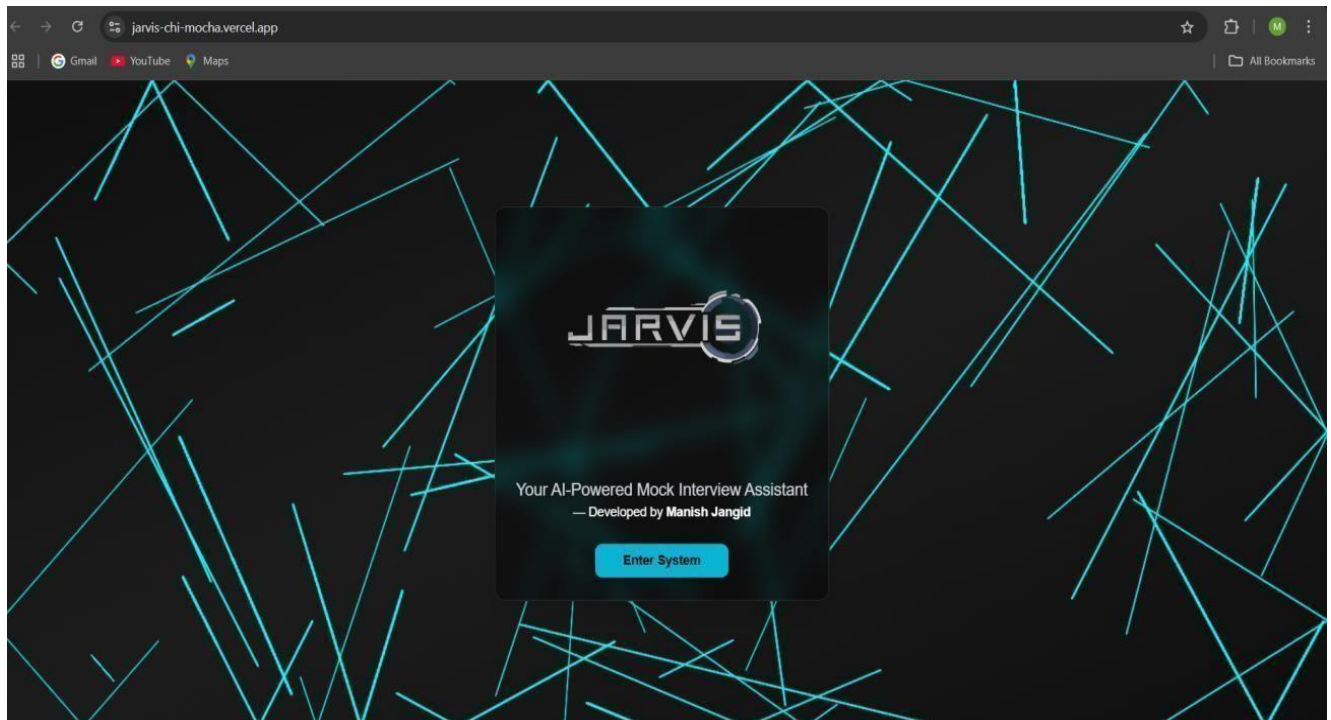 jarvis-chi-mocha.vercel.app
M
Gmail YouTube Maps All Bookmarks
JARVIS
Your AI-Powered Mock Interview Assistant
— Developed by Manish Jangid
Enter System